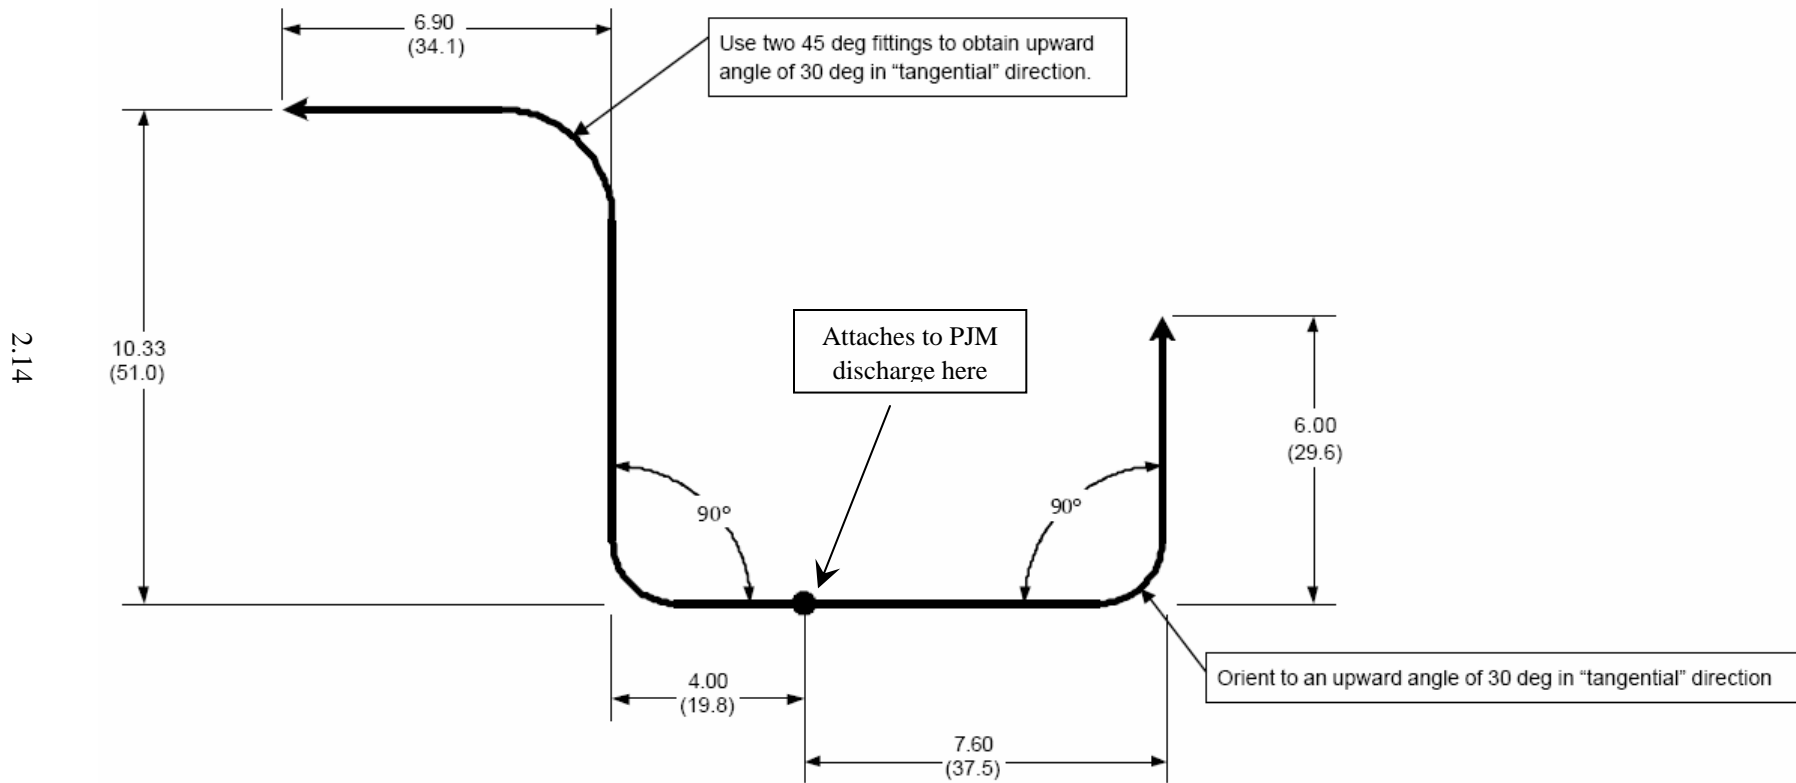 6.90
(34.1)
Use two 45 deg fittings to obtain upward
angle of 30 deg in “tangential” direction.
2.14
10.33
(51.0)
Attaches to PJM
discharge here
6.00
(29.6)
90°
90°
Orient to an upward angle of 30 deg in “tangential” direction
4.00
(19.8)
7.60
(37.5)